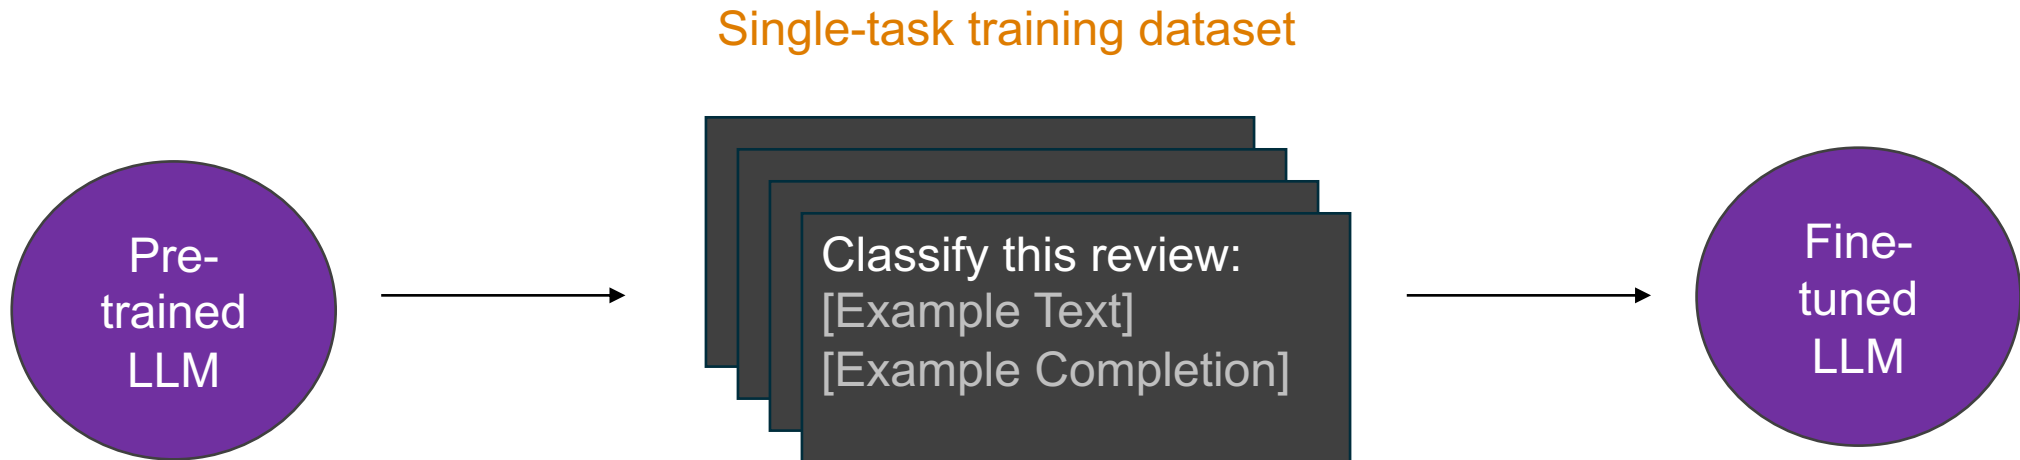 Single-task training dataset
Pre-
trained
LLM
Classify this review:
[Example Text]
[Example Completion]
Fine-
tuned
LLM